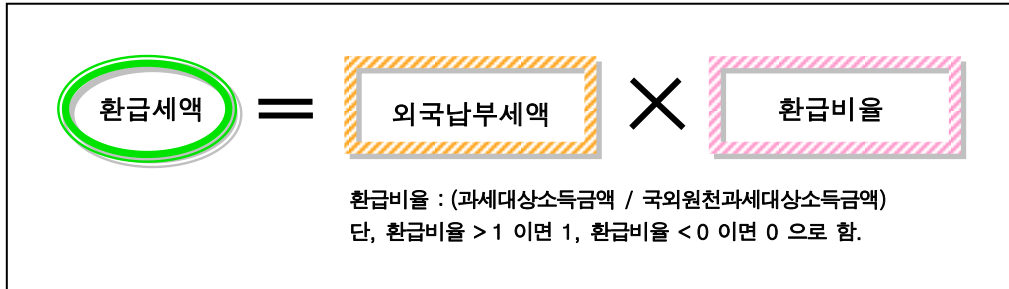 환급세액 = 외국납부세액 × 환급비율
환급비율 : (과세대상소득금액 / 국외원천과세대상소득금액)
단, 환급비율 > 1 이면 1, 환급비율 < 0 이면 0 으로 함.